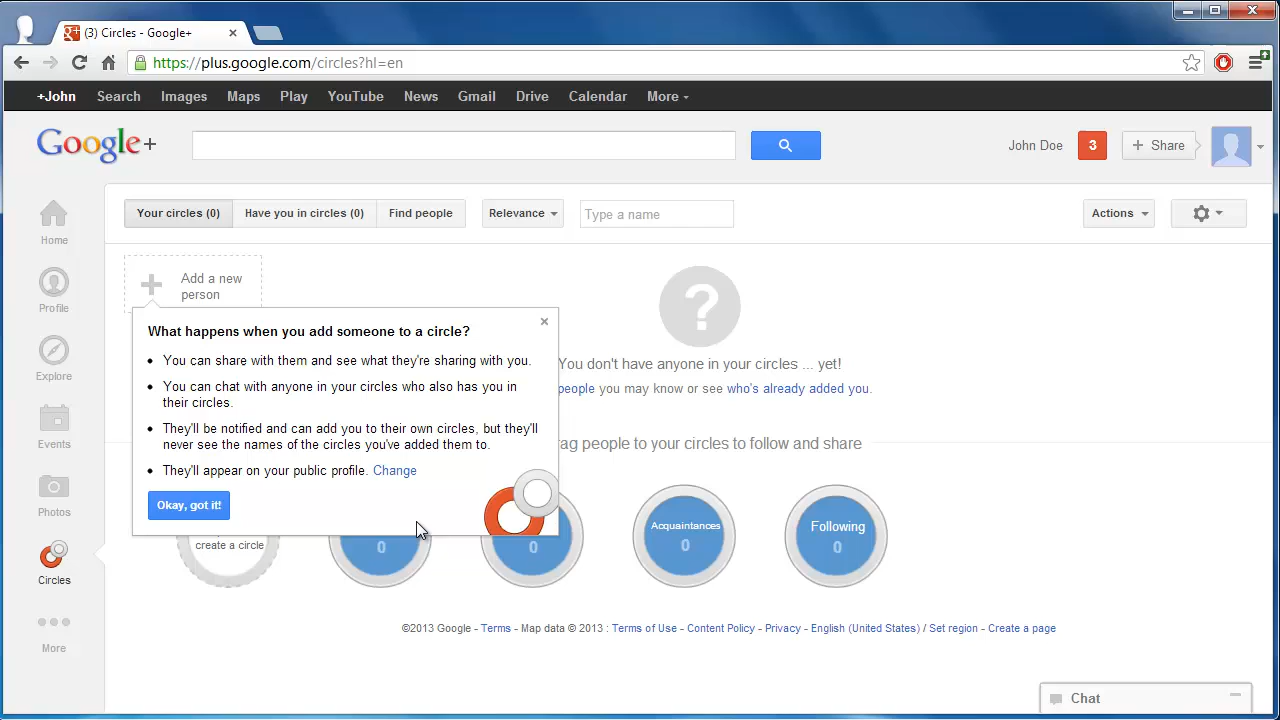 (3) Circles - Google+
https://plus.google.com/circles?hl=en
+John Search Images Maps Play YouTube News Gmail Drive Calendar More
Google+
John Doe 3 + Share
Your circles (0) Have you in circles (0) Find people Relevance Type a name Actions
Home
Profile
Explore
Events
Photos
Circles
More
Add a new
person
What happens when you add someone to a circle?
You can share with them and see what they're sharing with you.
You can chat with anyone in your circles who also has you in
their circles.
They'll be notified and can add you to their own circles, but they'll
never see the names of the circles you've added them to.
They'll appear on your public profile. Change
Okay, got it!
?
You don't have anyone in your circles ... yet!
people you may know or see who's already added you.
people to your circles to follow and share
create a circle
0
0
Acquaintances
0
Following
0
©2013 Google - Terms - Map data © 2013 : Terms of Use - Content Policy - Privacy - English (United States) / Set region - Create a page
Chat